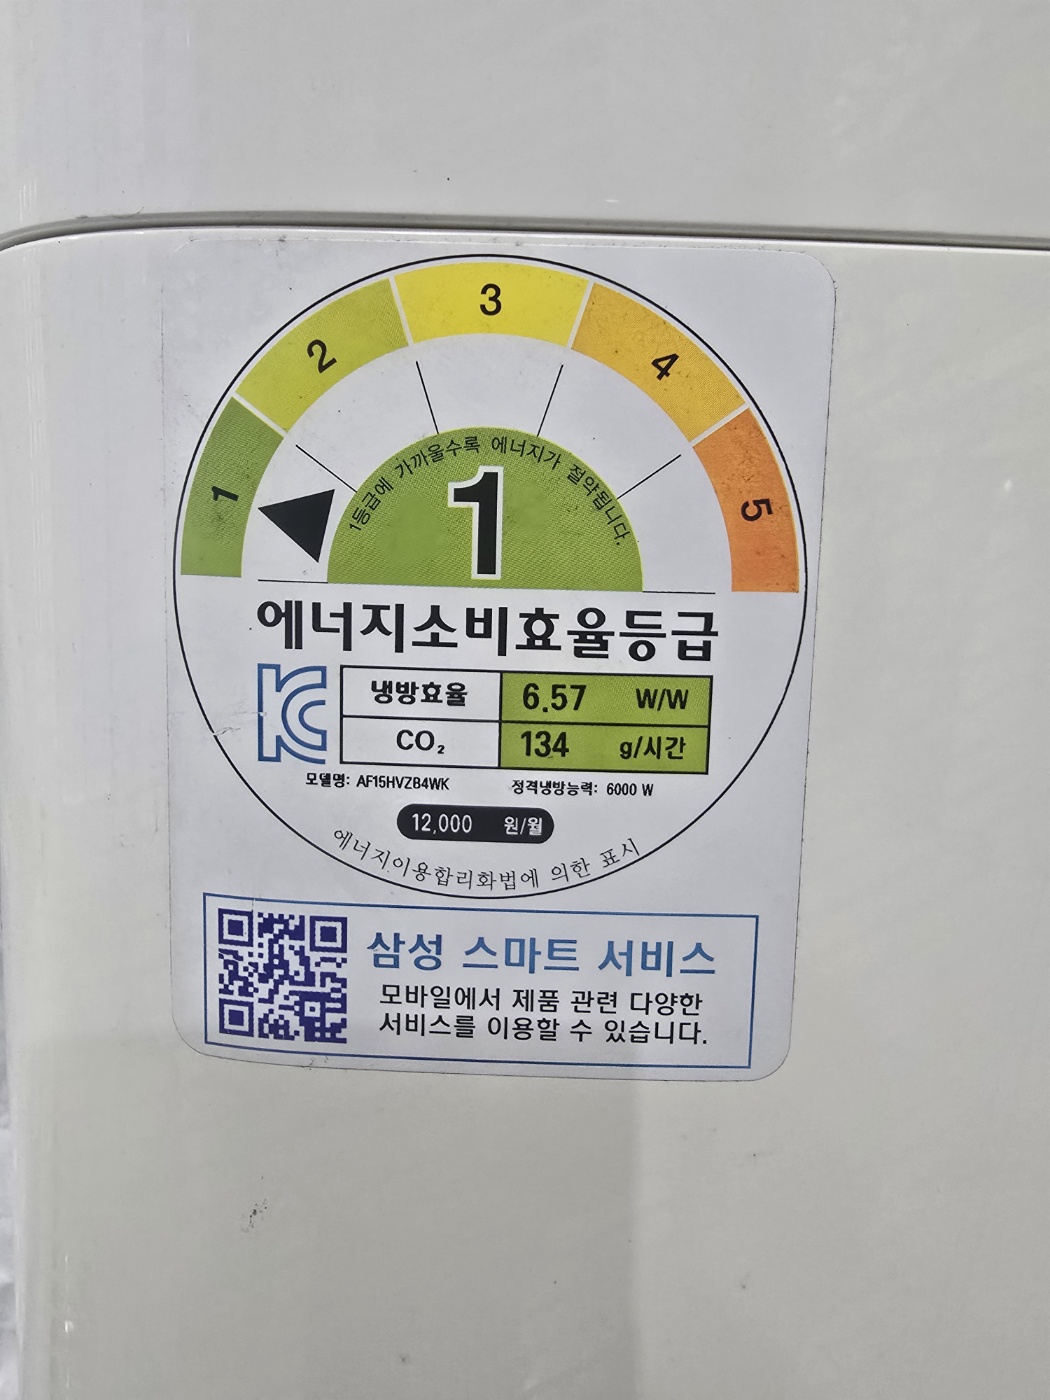 1
2
3
4
5
1등급에 가까울수록 에너지가 절약됩니다.
1
에너지소비효율등급
냉방효율 6.57 W/W
CO₂ 134 g/시간
모델명: AF15HVZB4WK 정격냉방능력: 6000 W
12,000 원/월
에너지이용합리화법에 의한 표시
삼성 스마트 서비스
모바일에서 제품 관련 다양한
서비스를 이용할 수 있습니다.